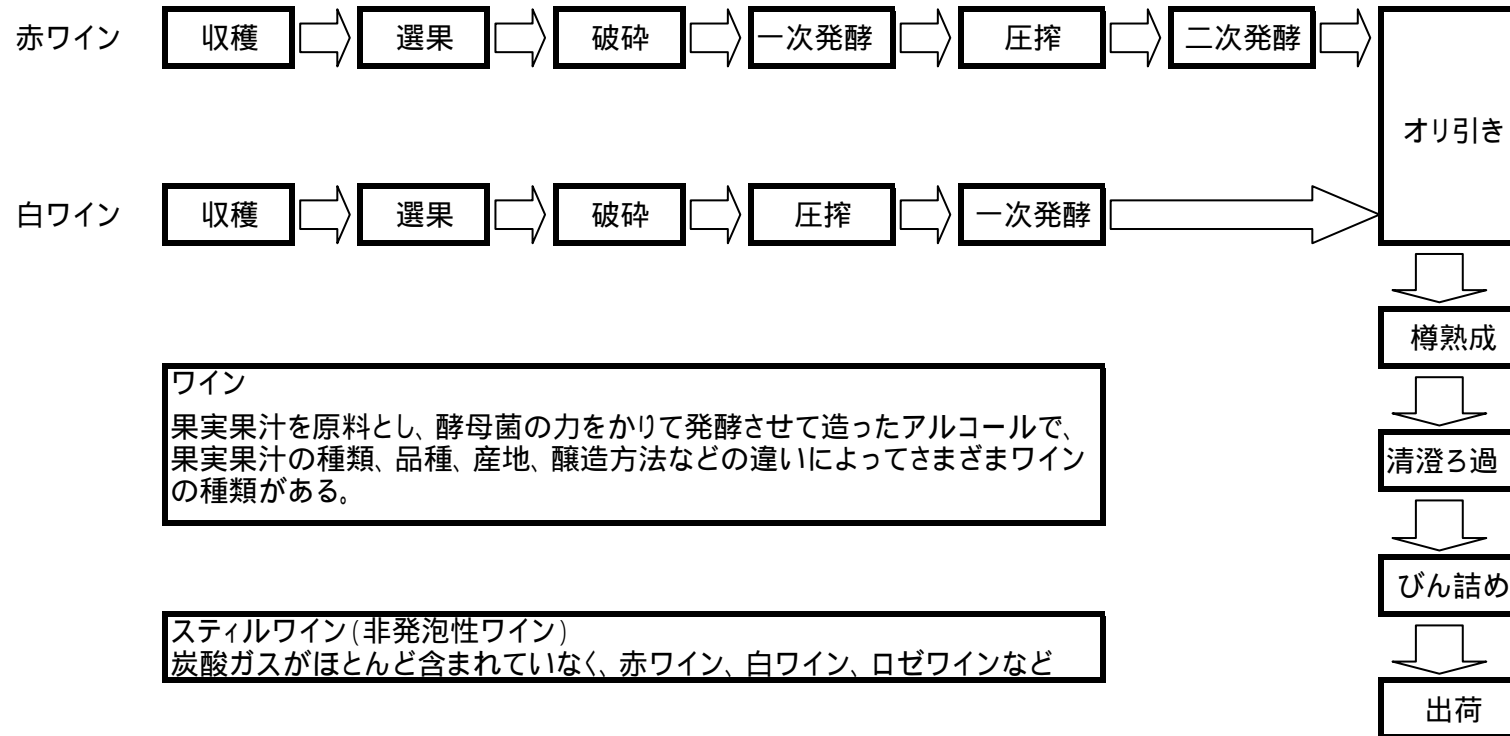 赤ワイン 収穫 選果 破砕 一次発酵 圧搾 二次発酵
オリ引き
白ワイン 収穫 選果 破砕 圧搾 一次発酵
樽熟成
ワイン
果実果汁を原料とし、酵母菌の力をかりて発酵させて造ったアルコールで、
果実果汁の種類、品種、産地、醸造方法などの違いによってさまざまワイン
の種類がある。
清澄ろ過
びん詰め
スティルワイン(非発泡性ワイン)
炭酸ガスがほとんど含まれていなく、赤ワイン、白ワイン、ロゼワインなど
出荷